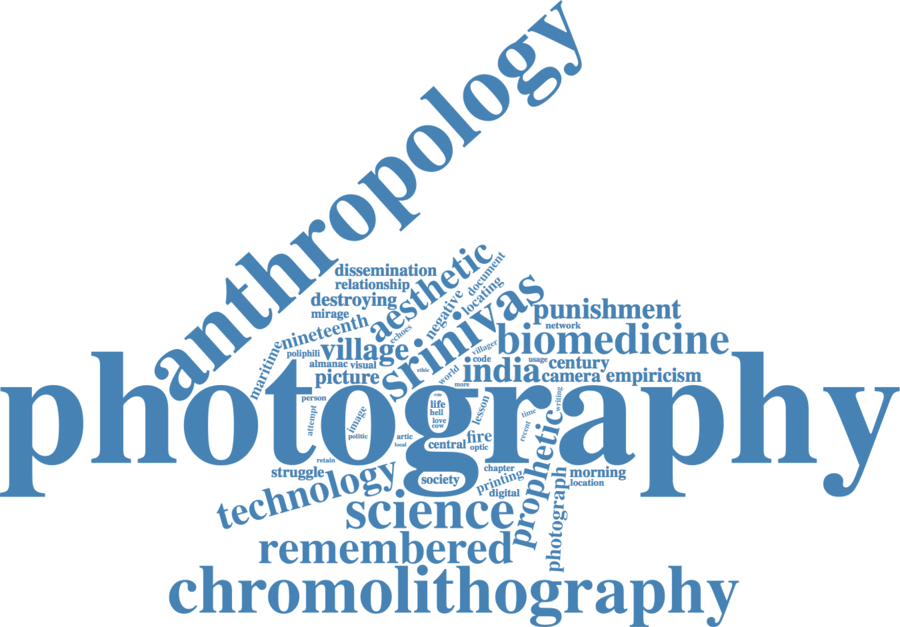 anthropology
dissemination
relationship
destroying
mirage
nineteenth
maritime
poliphili
almanac
visual
village
picture
aesthetic
echoes
negative
document
locating
srinivas
villager
ethic
world
more
code
usage
india
network
punishment
biomedicine
century
camera
empiricism
photography
person
attempt
image
politic
artic
local
life
hell
love
cow
lesson
central
fire
optic
time
recent
writing
prophetic
retain
struggle
technology
society
chapter
printing
digital
photograph
morning
location
science
remembered
chromolithography